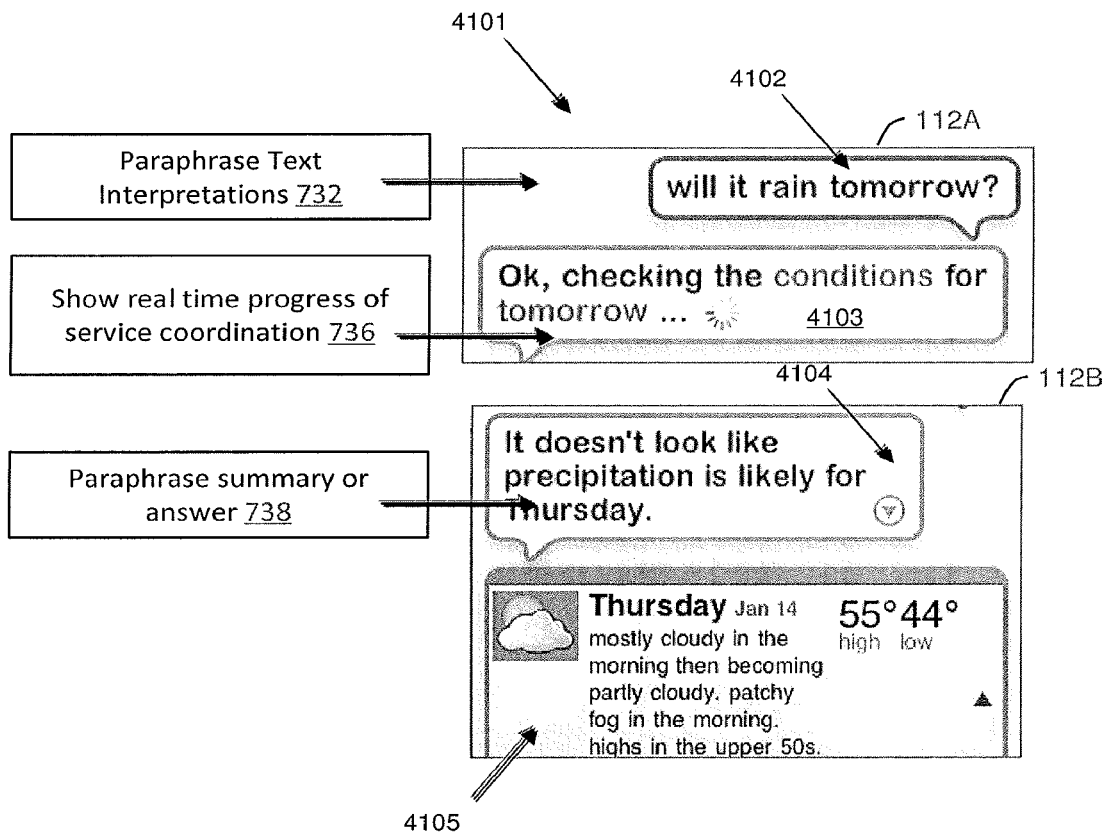 4101
4102
112A
Paraphrase Text
Interpretations 732
will it rain tomorrow?
Show real time progress of
service coordination 736
Ok, checking the conditions for
tomorrow ...
4103
4104
112B
Paraphrase summary or
answer 738
It doesn't look like
precipitation is likely for
Thursday.
Thursday Jan 14
55° 44°
high low
mostly cloudy in the
morning then becoming
partly cloudy. patchy
fog in the morning.
highs in the upper 50s.
4105